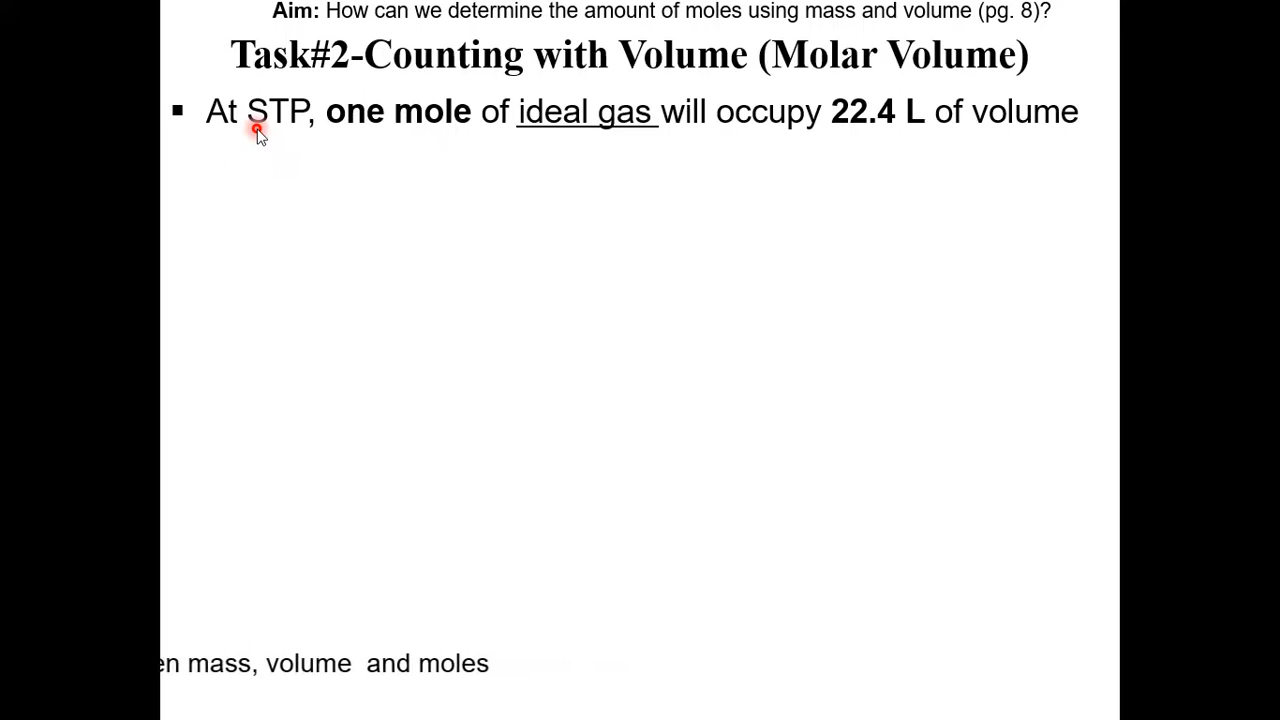 Aim: How can we determine the amount of moles using mass and volume (pg. 8)?
Task#2-Counting with Volume (Molar Volume)
▪ At STP, one mole of ideal gas will occupy 22.4 L of volume
en mass, volume and moles